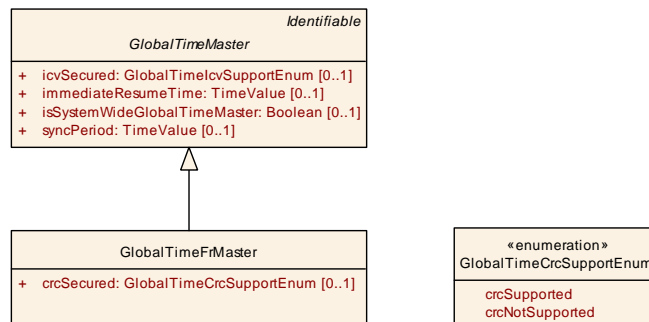 Identifiable
GlobalTimeMaster
+ icvSecured: GlobalTimeIcvSupportEnum [0..1]
+ immediateResumeTime: TimeValue [0..1]
+ isSystemWideGlobalTimeMaster: Boolean [0..1]
+ syncPeriod: TimeValue [0..1]
GlobalTimeFrMaster
+ crcSecured: GlobalTimeCrcSupportEnum [0..1]
«enumeration»
GlobalTimeCrcSupportEnum
crcSupported
crcNotSupported